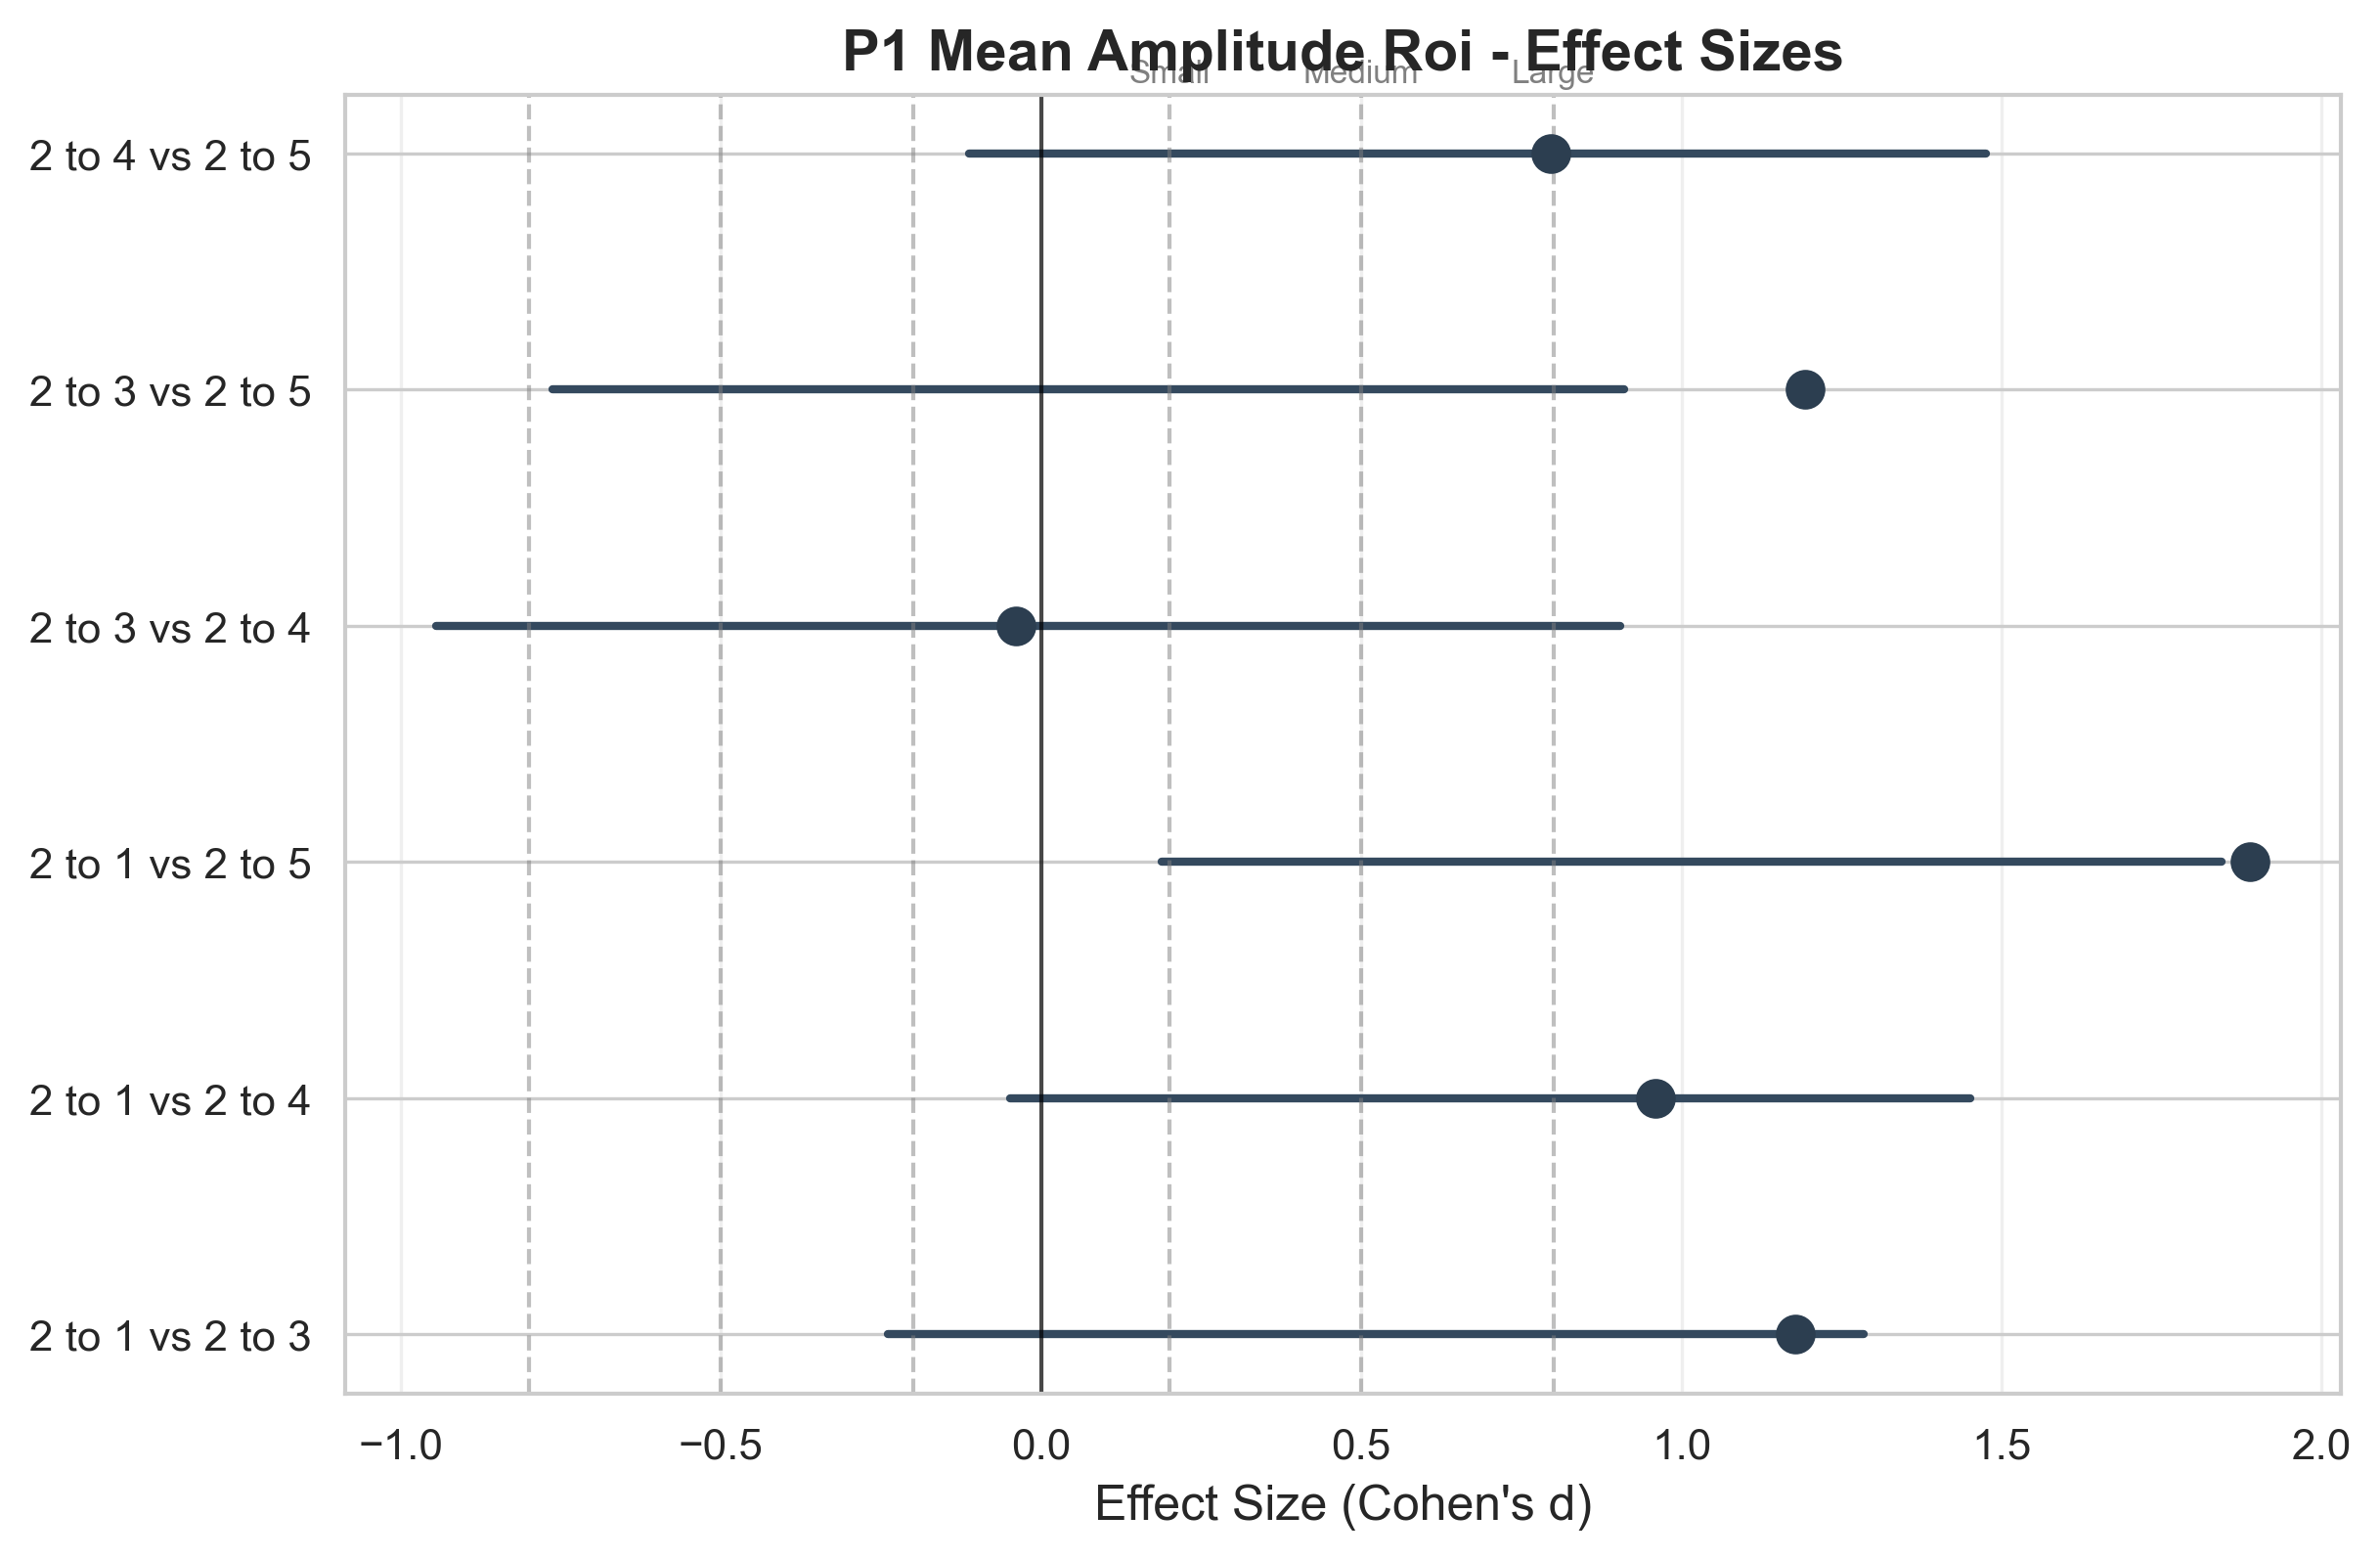 P1 Mean Amplitude Roi - Effect Sizes
Small Medium Large
2 to 4 vs 2 to 5
2 to 3 vs 2 to 5
2 to 3 vs 2 to 4
2 to 1 vs 2 to 5
2 to 1 vs 2 to 4
2 to 1 vs 2 to 3
−1.0 −0.5 0.0 0.5 1.0 1.5 2.0
Effect Size (Cohen's d)